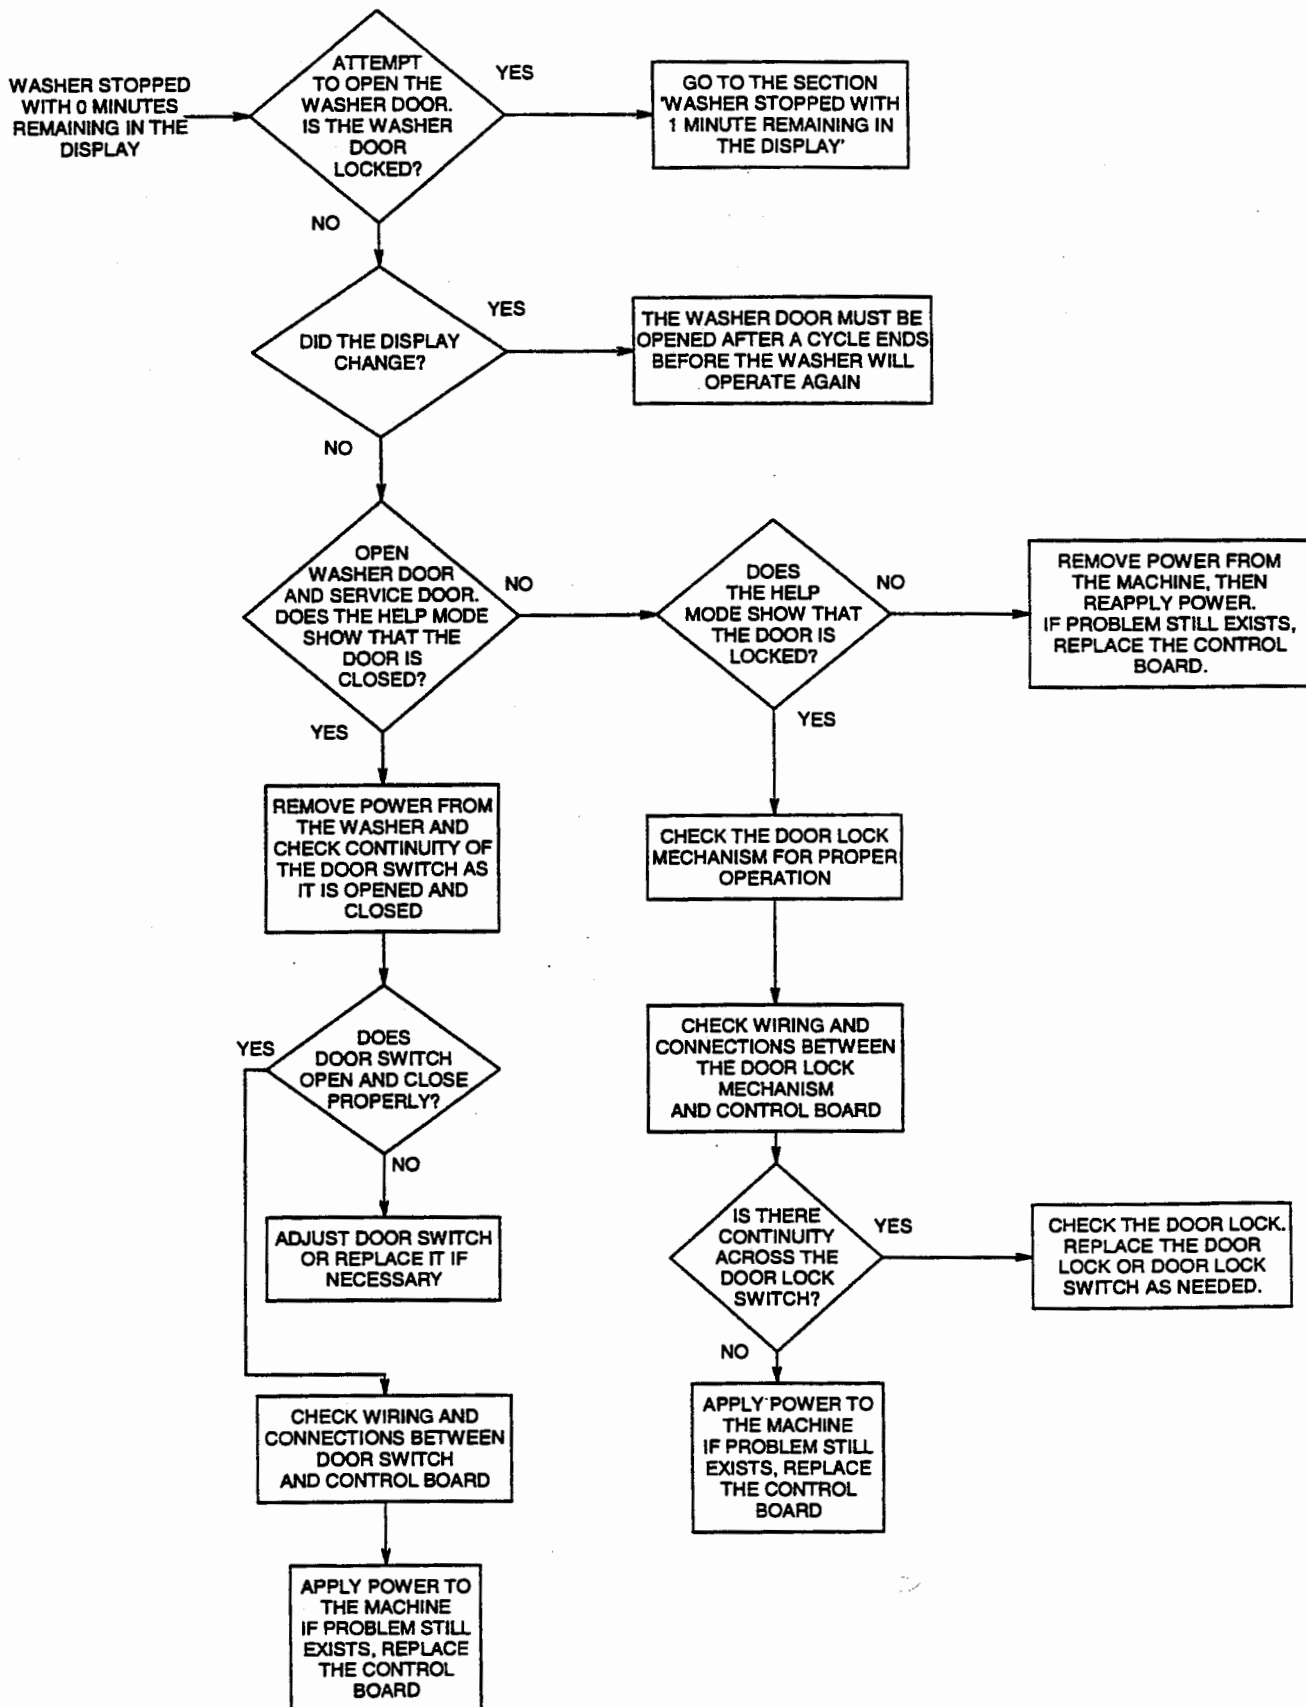 WASHER STOPPED
WITH 0 MINUTES
REMAINING IN THE
DISPLAY
ATTEMPT
TO OPEN THE
WASHER DOOR.
IS THE WASHER
DOOR
LOCKED?
YES
GO TO THE SECTION
'WASHER STOPPED WITH
1 MINUTE REMAINING IN
THE DISPLAY'
NO
DID THE DISPLAY
CHANGE?
YES
THE WASHER DOOR MUST BE
OPENED AFTER A CYCLE ENDS
BEFORE THE WASHER WILL
OPERATE AGAIN
NO
OPEN
WASHER DOOR
AND SERVICE DOOR.
DOES THE HELP MODE
SHOW THAT THE
DOOR IS
CLOSED?
NO
DOES
THE HELP
MODE SHOW THAT
THE DOOR IS
LOCKED?
NO
REMOVE POWER FROM
THE MACHINE, THEN
REAPPLY POWER.
IF PROBLEM STILL EXISTS,
REPLACE THE CONTROL
BOARD.
YES
YES
REMOVE POWER FROM
THE WASHER AND
CHECK CONTINUITY OF
THE DOOR SWITCH AS
IT IS OPENED AND
CLOSED
CHECK THE DOOR LOCK
MECHANISM FOR PROPER
OPERATION
DOES
DOOR SWITCH
OPEN AND CLOSE
PROPERLY?
YES
NO
CHECK WIRING AND
CONNECTIONS BETWEEN
THE DOOR LOCK
MECHANISM
AND CONTROL BOARD
ADJUST DOOR SWITCH
OR REPLACE IT IF
NECESSARY
IS THERE
CONTINUITY
ACROSS THE
DOOR LOCK
SWITCH?
YES
CHECK THE DOOR LOCK.
REPLACE THE DOOR
LOCK OR DOOR LOCK
SWITCH AS NEEDED.
NO
CHECK WIRING AND
CONNECTIONS BETWEEN
DOOR SWITCH
AND CONTROL BOARD
APPLY POWER TO
THE MACHINE
IF PROBLEM STILL
EXISTS, REPLACE
THE CONTROL
BOARD
APPLY POWER TO
THE MACHINE
IF PROBLEM STILL
EXISTS, REPLACE
THE CONTROL
BOARD